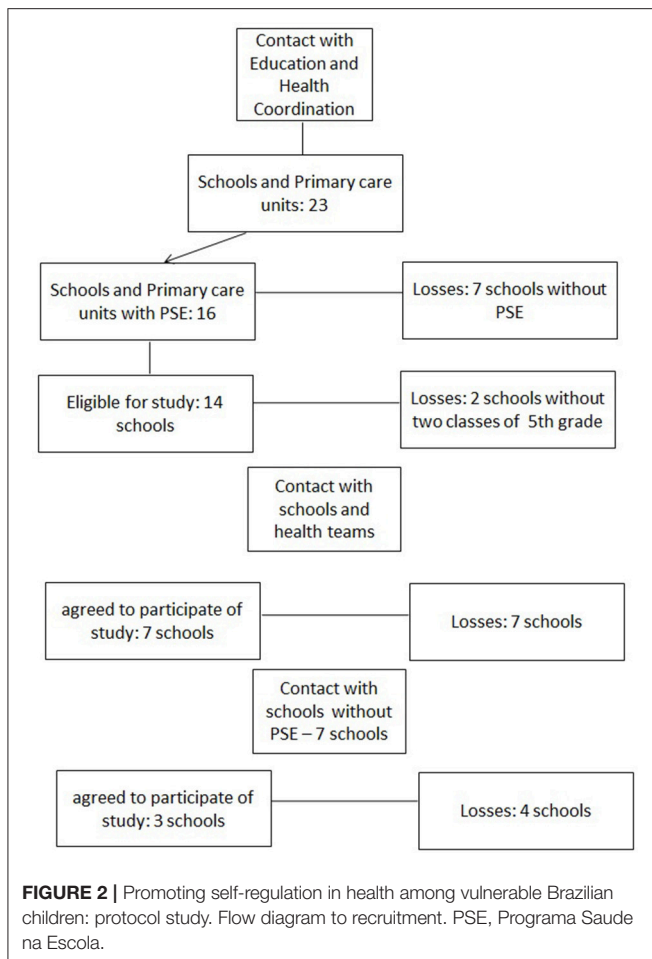 Contact with
Education and
Health
Coordination
Schools and Primary care
units: 23
Schools and Primary care
units with PSE: 16
Losses: 7 schools without
PSE
Eligible for study: 14
schools
Losses: 2 schools without
two classes of 5th grade
Contact with
schools and
health teams
agreed to participate of
study: 7 schools
Losses: 7 schools
Contact with
schools without
PSE – 7 schools
agreed to participate of
study: 3 schools
Losses: 4 schools
FIGURE 2 | Promoting self-regulation in health among vulnerable Brazilian
children: protocol study. Flow diagram to recruitment. PSE, Programa Saude
na Escola.